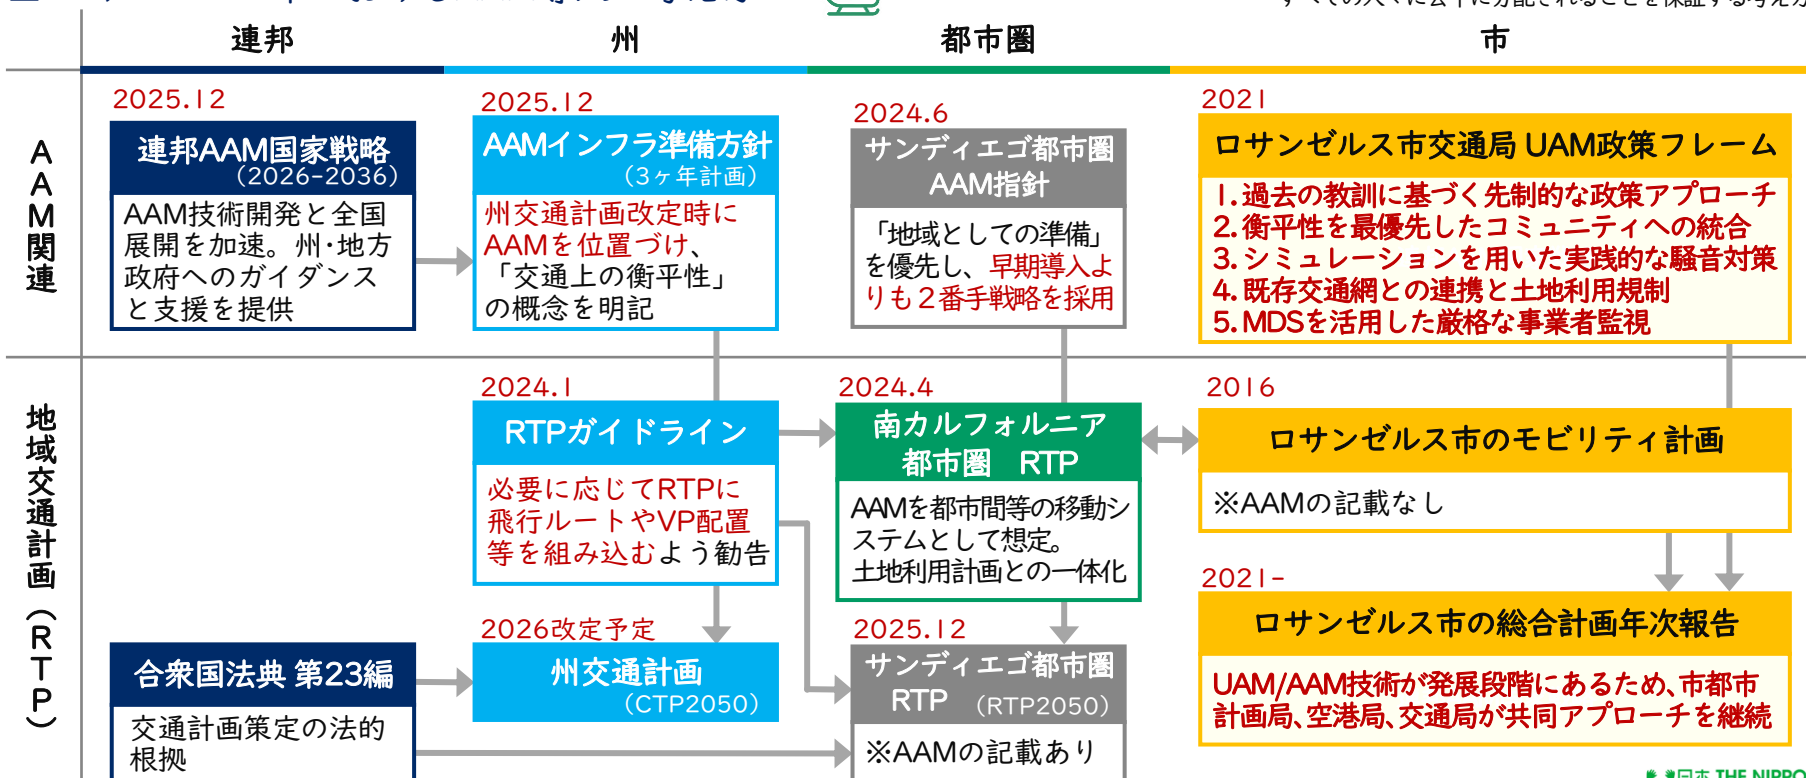 連邦
州
都市圏
市
AAM関連
2025.12
連邦AAM国家戦略
(2026-2036)
AAM技術開発と全国
展開を加速。州・地方
政府へのガイダンス
と支援を提供
2025.12
AAMインフラ準備方針
(3ヶ年計画)
州交通計画改定時に
AAMを位置づけ、
「交通上の衡平性」
の概念を明記
2024.6
サンディエゴ都市圏
AAM指針
「地域としての準備」
を優先し、早期導入よ
りも2番手戦略を採用
2021
ロサンゼルス市交通局 UAM政策フレーム
1.過去の教訓に基づく先制的な政策アプローチ
2.衡平性を最優先したコミュニティへの統合
3.シミュレーションを用いた実践的な騒音対策
4.既存交通網との連携と土地利用規制
5.MDSを活用した厳格な事業者監視
地域交通計画(RTP)
2024.1
RTPガイドライン
必要に応じてRTPに
飛行ルートやVP配置
等を組み込むよう勧告
2024.4
南カルフォルニア
都市圏 RTP
AAMを都市間等の移動シ
ステムとして想定。
土地利用計画との一体化
2016
ロサンゼルス市のモビリティ計画
※AAMの記載なし
合衆国法典 第23編
交通計画策定の法的
根拠
2026改定予定
州交通計画
(CTP2050)
2025.12
サンディエゴ都市圏
RTP (RTP2050)
※AAMの記載あり
2021-
ロサンゼルス市の総合計画年次報告
UAM/AAM技術が発展段階にあるため、市都市
計画局、空港局、交通局が共同アプローチを継続
THE NIPPO